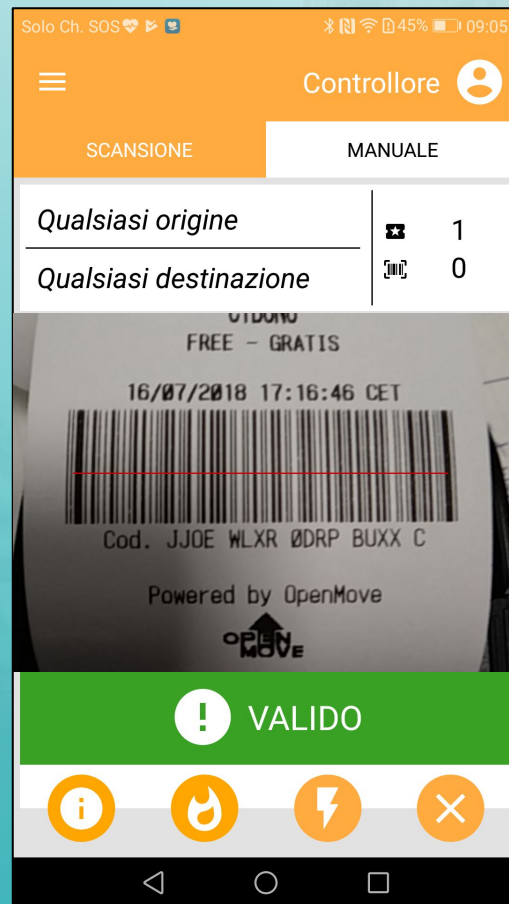 Solo Ch. SOS 45% 09:05
Controllore
SCANSIONE MANUALE
Qualsiasi origine 1
Qualsiasi destinazione 0
FREE - GRATIS
16/07/2018 17:16:46 CET
Cod. JJOE WLXR ØDRP BUXX C
Powered by OpenMove
OPEN
MOVE
! VALIDO
i